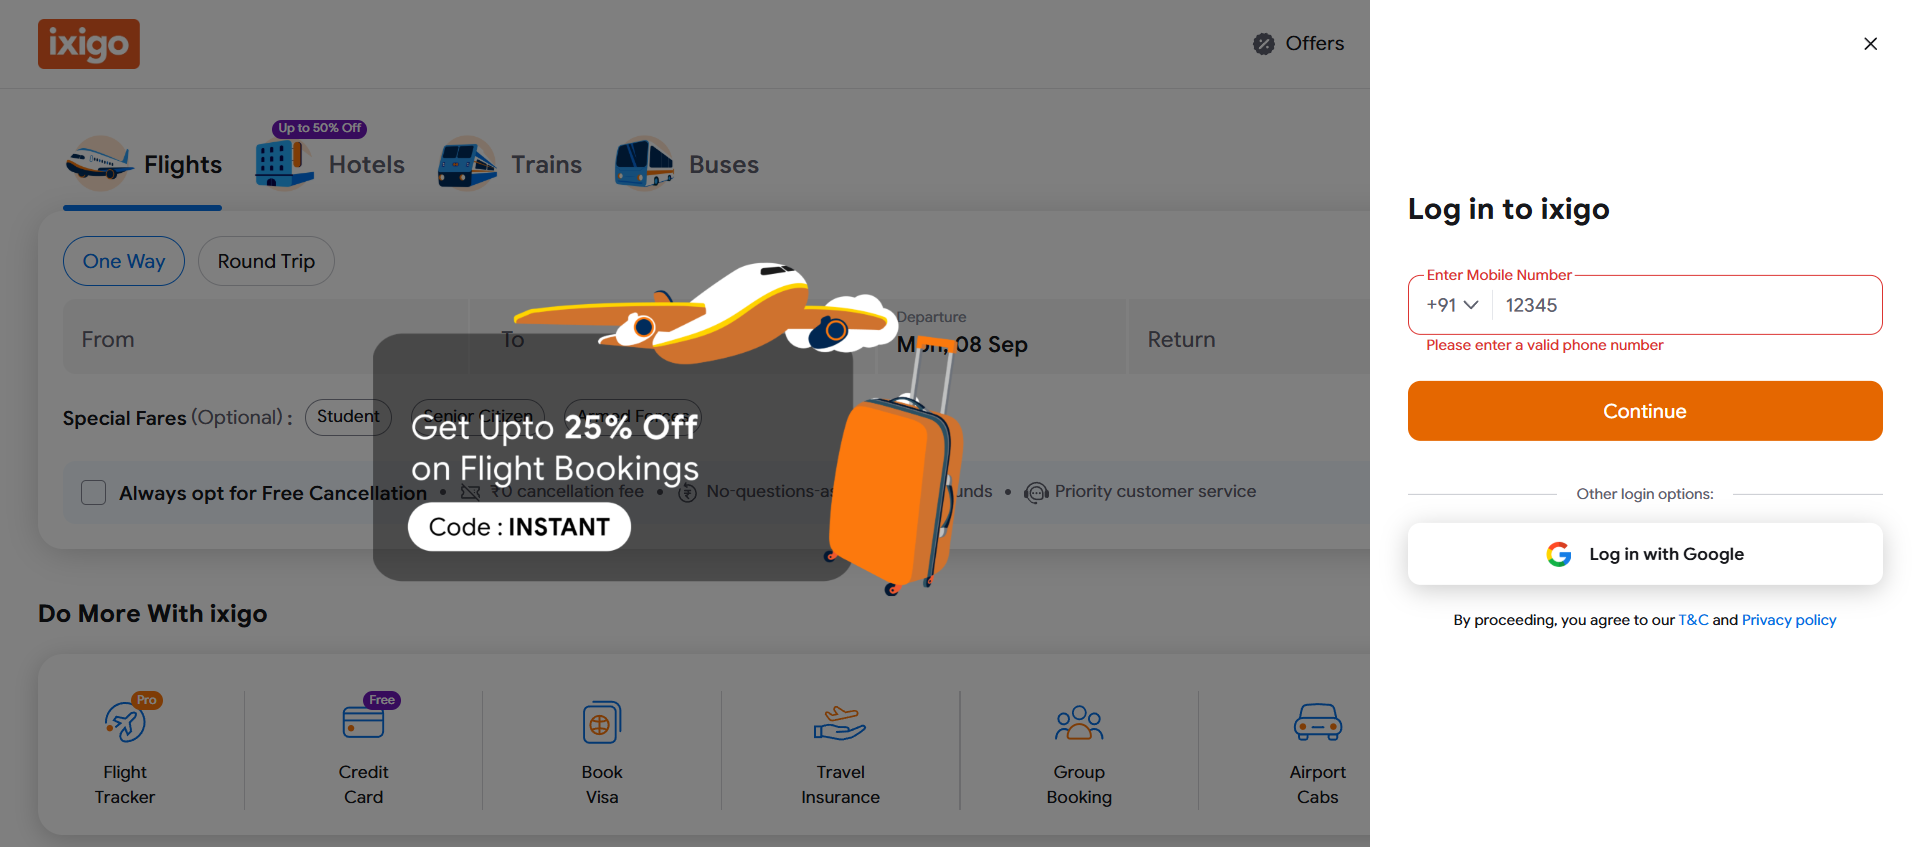 ixigo
Offers
Up to 50% Off
Flights
Hotels
Trains
Buses
One Way
Round Trip
From
To
Departure
Mon, 08 Sep
Return
Special Fares (Optional) :
Student
Senior Citizen
Armed Forces
Always opt for Free Cancellation
• ₹0 cancellation fee
• No-questions-as
unds
• Priority customer service
Get Upto 25% Off
on Flight Bookings
Code : INSTANT
Do More With ixigo
Pro
Flight
Tracker
Free
Credit
Card
Book
Visa
Travel
Insurance
Group
Booking
Airport
Cabs
Log in to ixigo
Enter Mobile Number
+91 12345
Please enter a valid phone number
Continue
Other login options:
Log in with Google
By proceeding, you agree to our T&C and Privacy policy